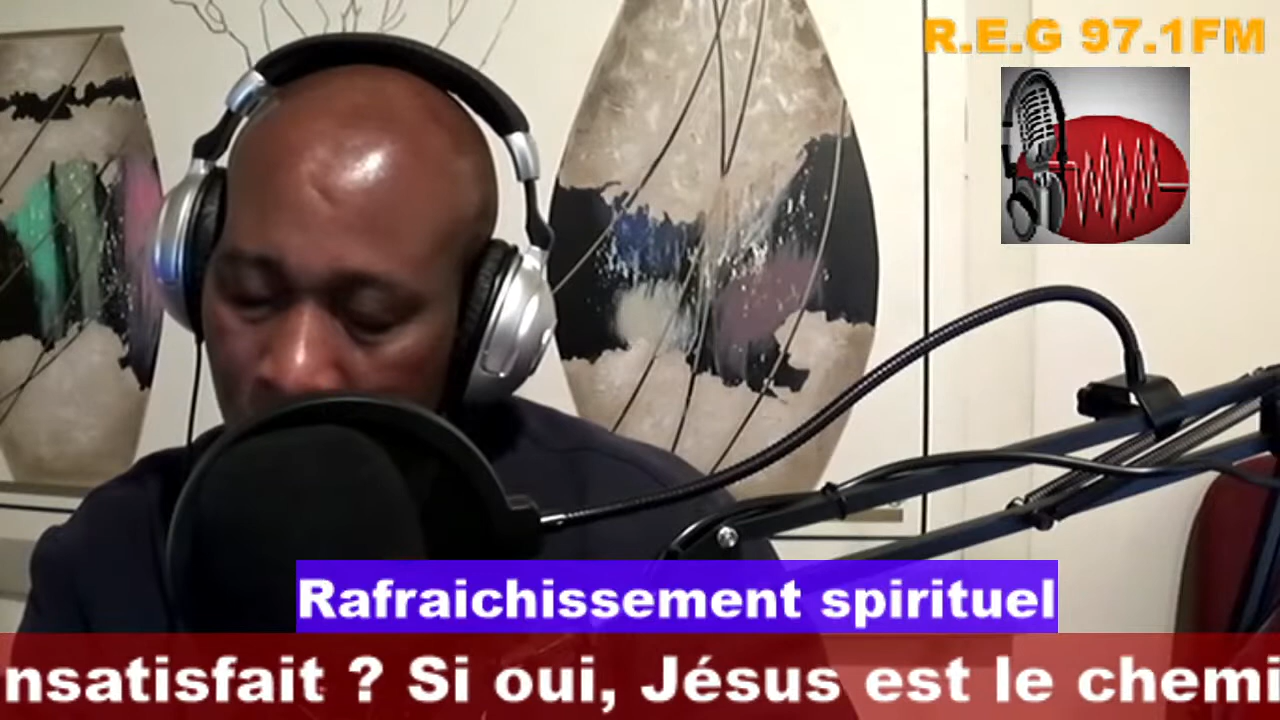 R.E.G 97.1FM
Rafraichissement spirituel
nsatisfait ? Si oui, Jésus est le chemi